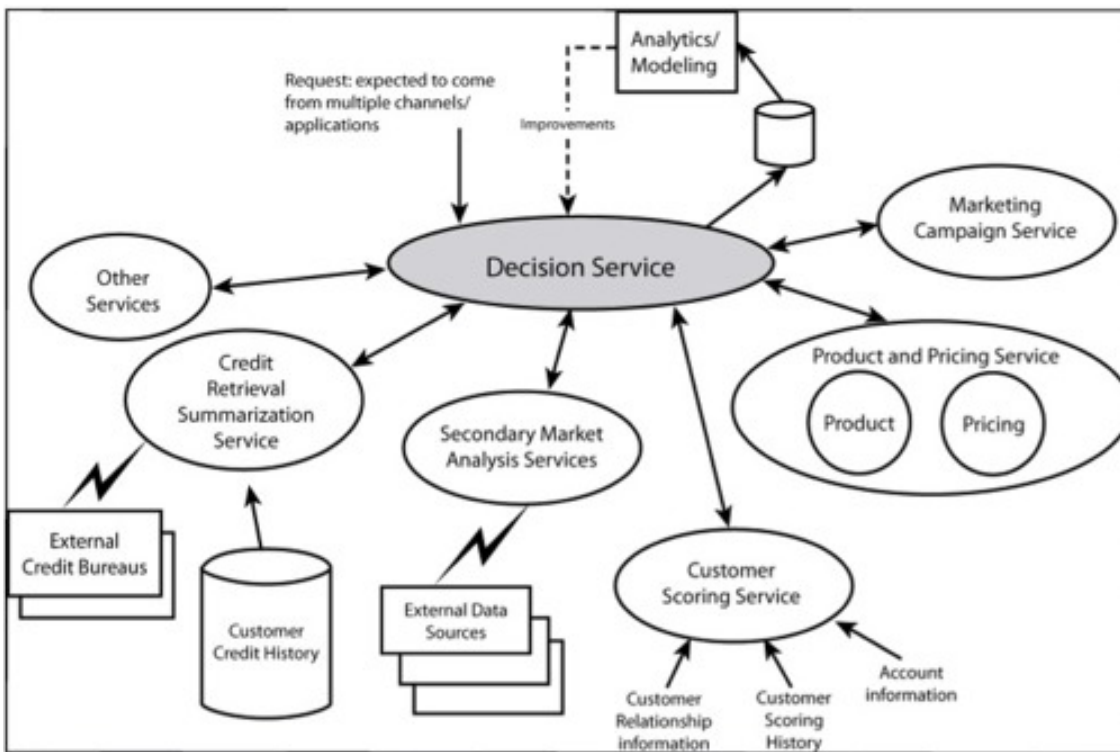 Analytics/
Modeling
Request: expected to come
from multiple channels/
applications
Improvements
Marketing
Campaign Service
Decision Service
Other
Services
Credit
Retrieval
Summarization
Service
Product and Pricing Service
Product
Pricing
Secondary Market
Analysis Services
External
Credit Bureaus
Customer
Credit History
External Data
Sources
Customer
Scoring Service
Customer
Relationship
information
Customer
Scoring
History
Account
information